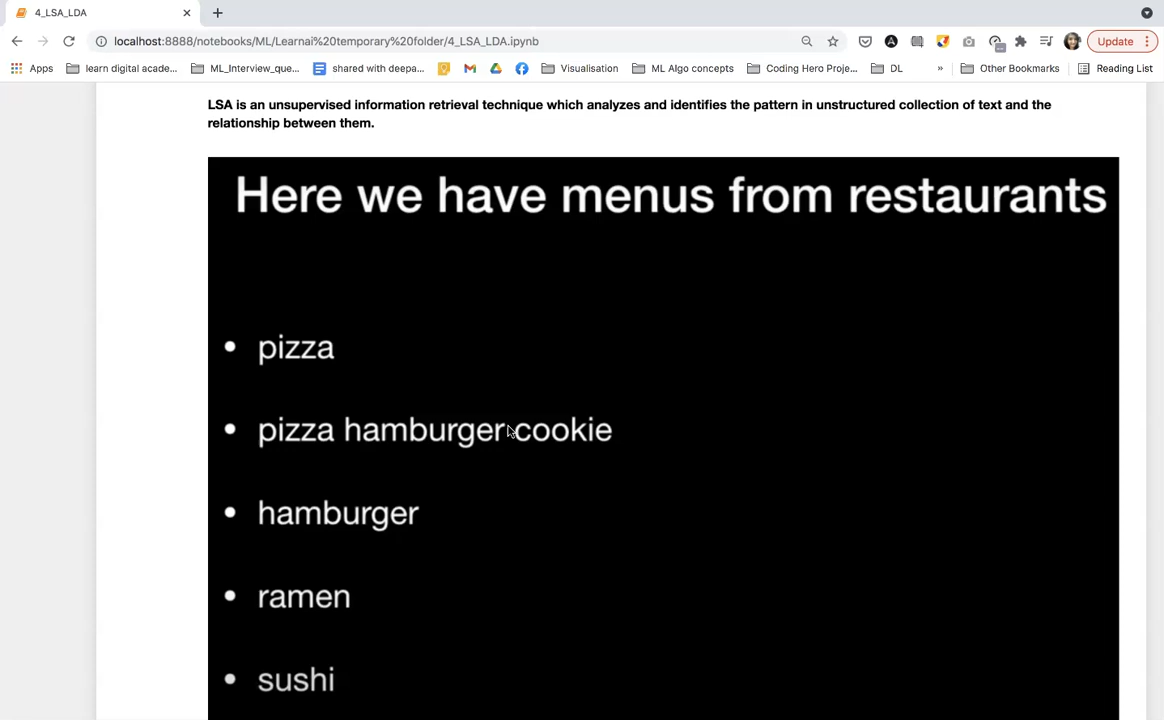 4_LSA_LDA
localhost:8888/notebooks/ML/Learnai%20temporary%20folder/4_LSA_LDA.ipynb
Update
Apps
learn digital acade...
ML_Interview_que...
shared with deepa...
Visualisation
ML Algo concepts
Coding Hero Proje...
DL
»
Other Bookmarks
Reading List
LSA is an unsupervised information retrieval technique which analyzes and identifies the pattern in unstructured collection of text and the
relationship between them.
Here we have menus from restaurants
• pizza
• pizza hamburger cookie
• hamburger
• ramen
• sushi